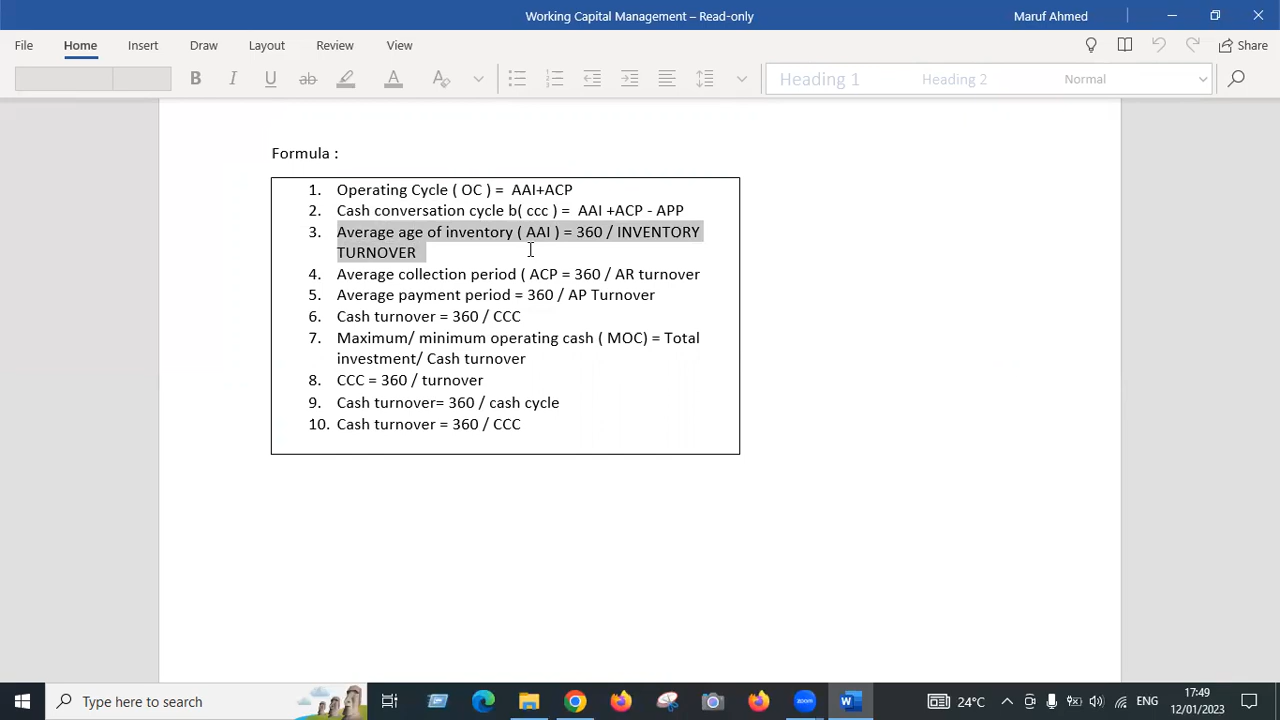 Working Capital Management – Read-only
Maruf Ahmed
File Home Insert Draw Layout References Review View Share
Heading 1 Heading 2 Normal
Formula :
1. Operating Cycle ( OC ) = AAI+ACP
2. Cash conversation cycle b( ccc ) = AAI +ACP - APP
3. Average age of inventory ( AAI ) = 360 / INVENTORY
TURNOVER
4. Average collection period ( ACP = 360 / AR turnover
5. Average payment period = 360 / AP Turnover
6. Cash turnover = 360 / CCC
7. Maximum/ minimum operating cash ( MOC) = Total
investment/ Cash turnover
8. CCC = 360 / turnover
9. Cash turnover= 360 / cash cycle
10. Cash turnover = 360 / CCC
Type here to search
zoom
24°C
ENG
17:49
12/01/2023